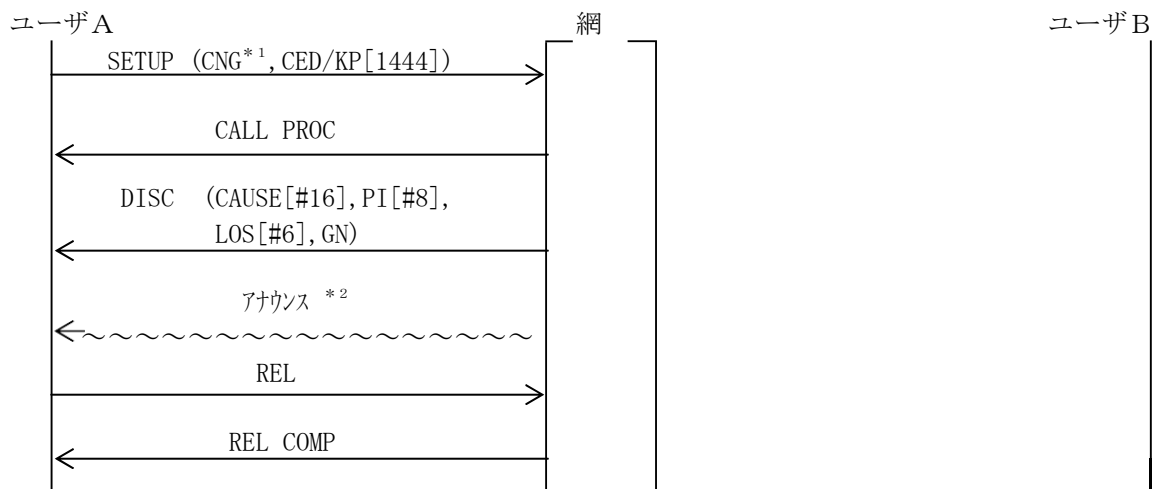 ユーザA 網 ユーザB
SETUP (CNG*1,CED/KP[1444])
CALL PROC
DISC (CAUSE[#16],PI[#8],
LOS[#6],GN)
ｱﾅｳﾝｽ *2
～～～～～～～～～～～～～～～～～
REL
REL COMP